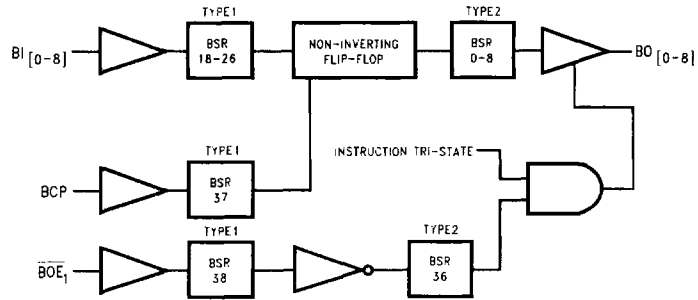 TYPE1
TYPE2
BI[0-8]
BSR
18-26
NON-INVERTING
FLIP-FLOP
BSR
0-8
BO[0-8]
TYPE1
INSTRUCTION TRI-STATE
BCP
BSR
37
TYPE1
TYPE2
BOE1
BSR
38
BSR
36